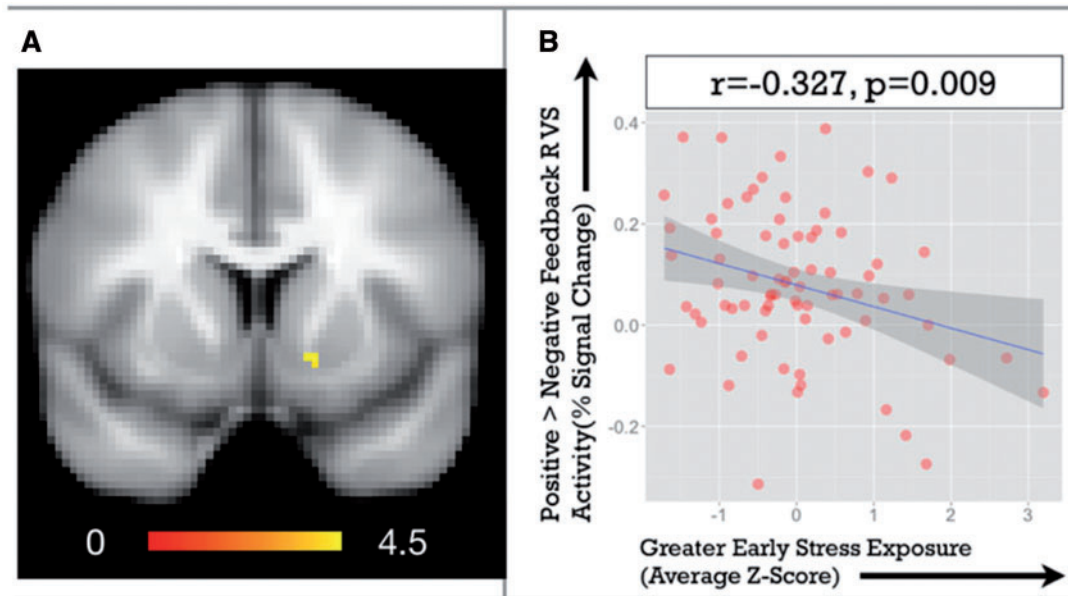 A
0
4.5
B
r=-0.327, p=0.009
Positive > Negative Feedback RVS
Activity(% Signal Change)
0.4
0.2
0.0
-0.2
-1
0
1
2
3
Greater Early Stress Exposure
(Average Z-Score)